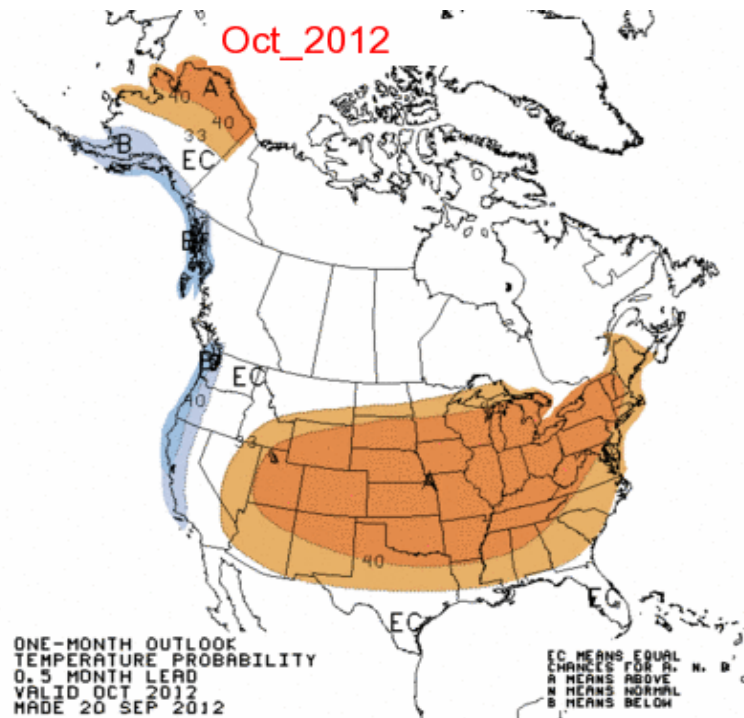 Oct_2012
A
40
40
33
B
EC
B
B
EC
40
33
A
40
EC
EC
ONE-MONTH OUTLOOK
TEMPERATURE PROBABILITY
0.5 MONTH LEAD
VALID OCT 2012
MADE 20 SEP 2012
EC MEANS EQUAL
CHANCES FOR A, N, B
A MEANS ABOVE
N MEANS NORMAL
B MEANS BELOW